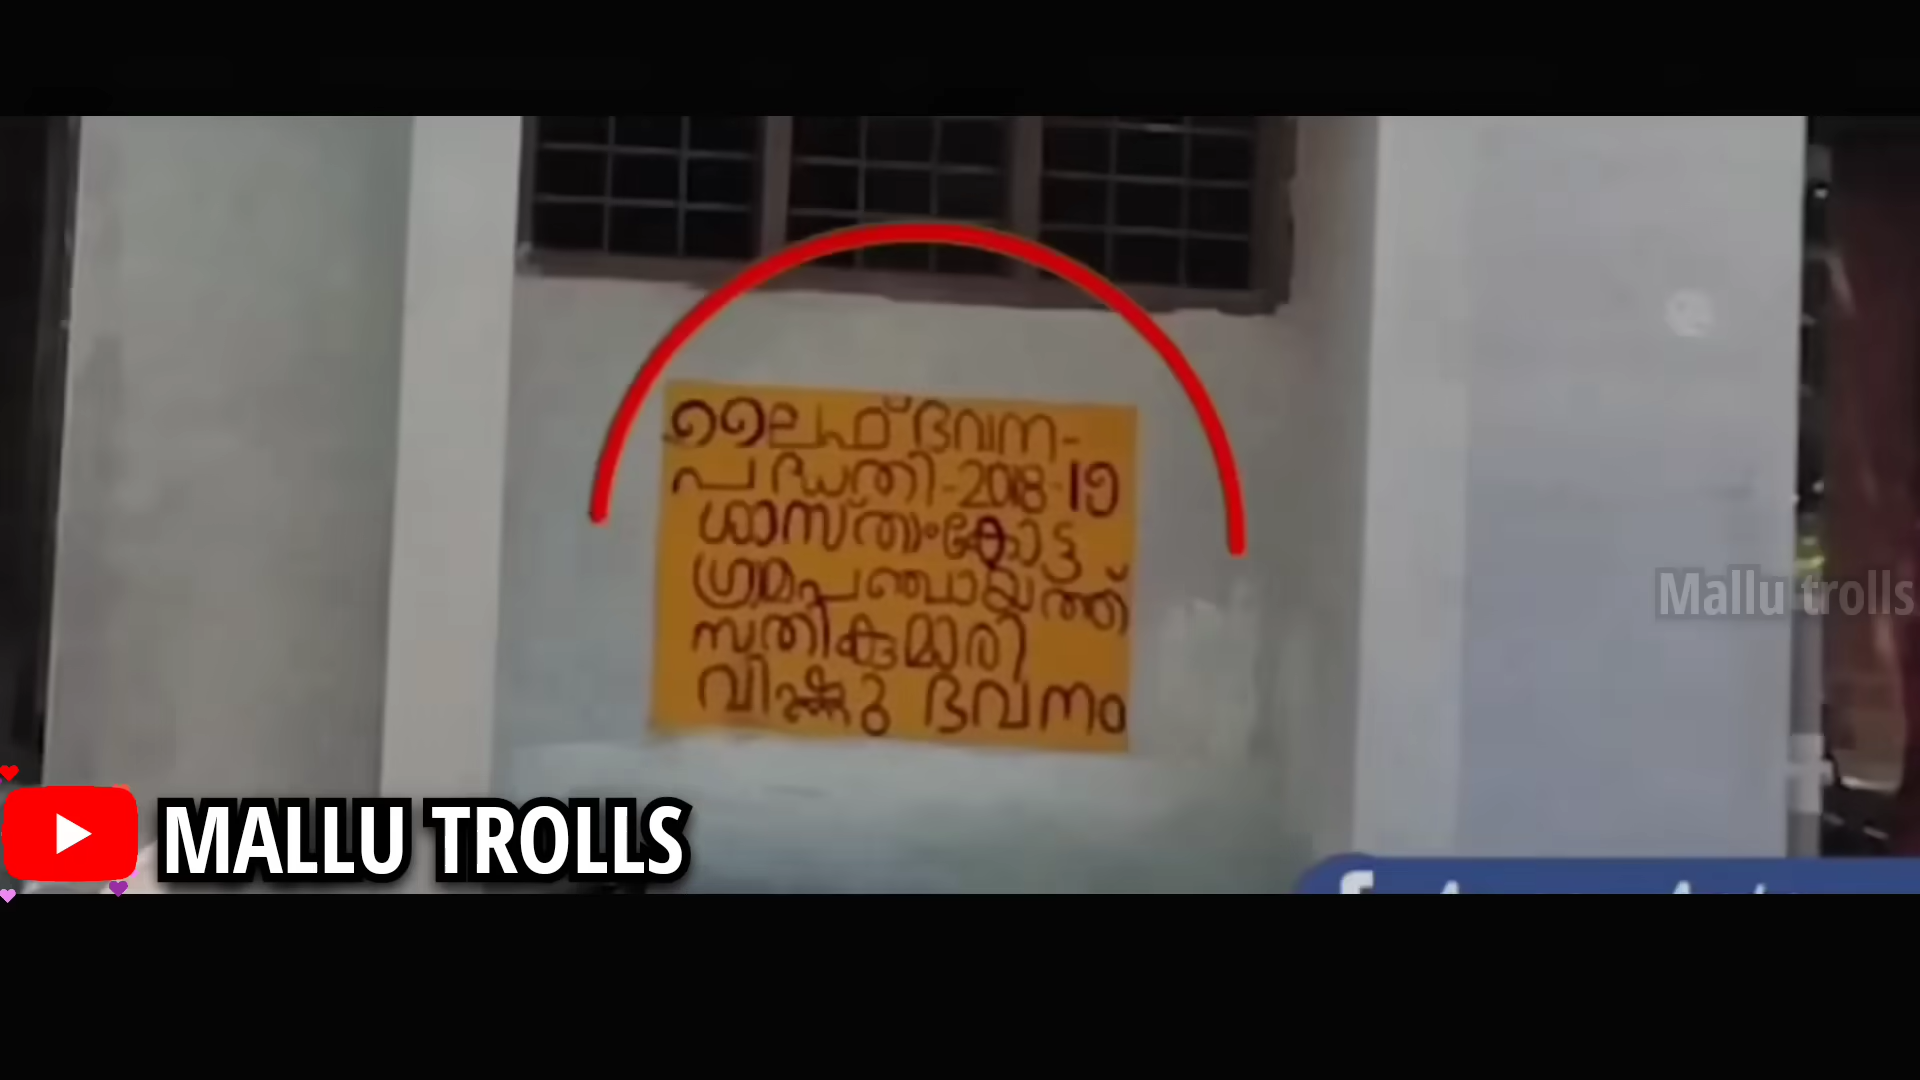 ലൈഫ് ഭവന-
പദ്ധതി-2018-19
ശാസ്താംകോട്ട
ഗ്രാമപഞ്ചായത്ത്
സതികുമാരി
വിഷ്ണു ഭവനം
Mallu trolls
MALLU TROLLS